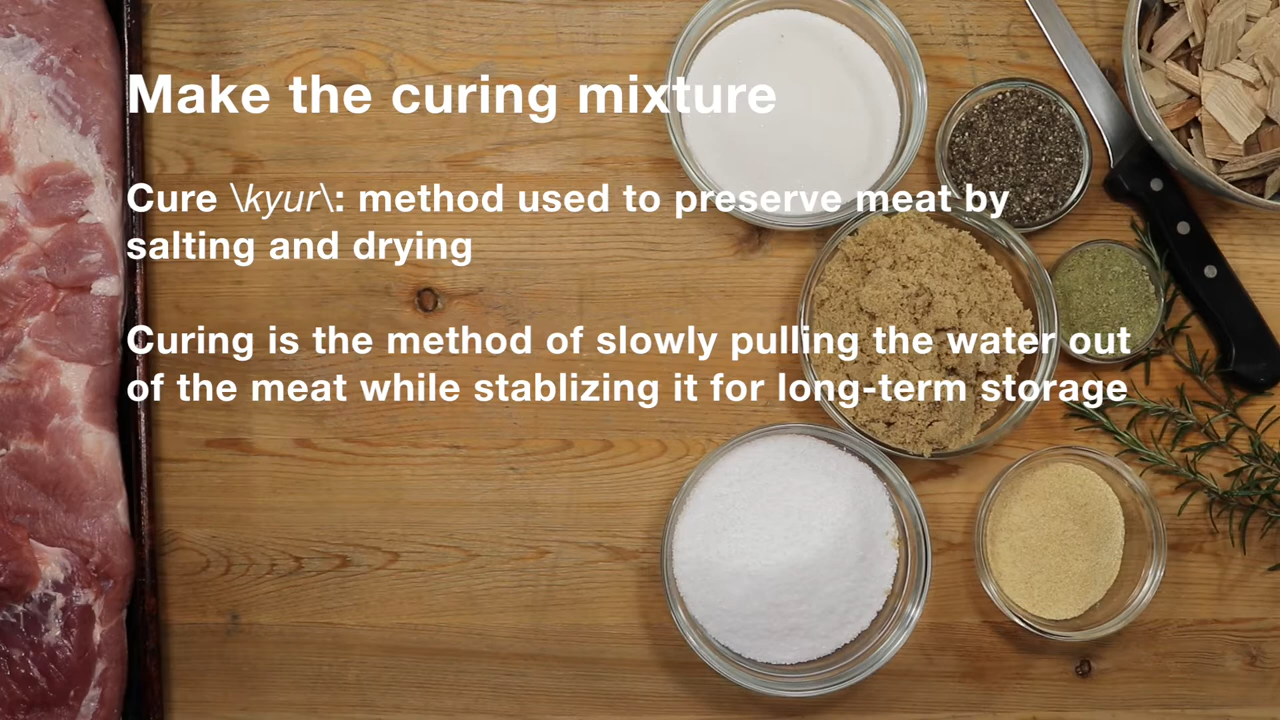 Make the curing mixture
Cure \kyur\: method used to preserve meat by
salting and drying
Curing is the method of slowly pulling the water out
of the meat while stablizing it for long-term storage